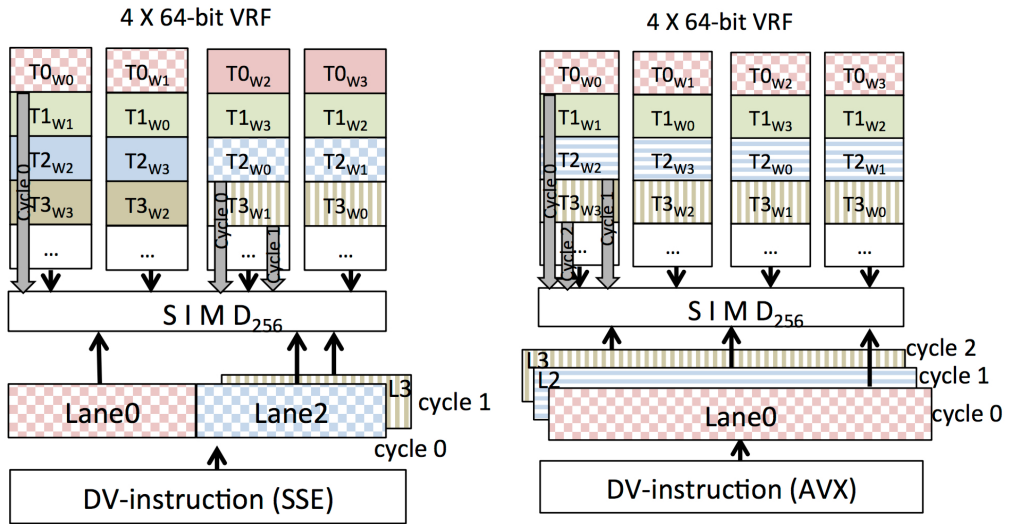 4 X 64-bit VRF
T0W0 T0W1 T0W2 T0W3
T1W1 T1W0 T1W3 T1W2
T2W2 T2W3 T2W0 T2W1
T3W3 T3W2 T3W1 T3W0
... ... ... ...
Cycle 0
Cycle 0
Cycle 1
S I M D256
L3
Lane0 Lane2
cycle 1
cycle 0
DV-instruction (SSE)
4 X 64-bit VRF
T0W0 T0W1 T0W2 T0W3
T1W1 T1W0 T1W3 T1W2
T2W2 T2W3 T2W0 T2W1
T3W3 T3W2 T3W1 T3W0
... ... ... ...
Cycle 0
Cycle 2
Cycle 1
S I M D256
L3
cycle 2
L2
cycle 1
Lane0
cycle 0
DV-instruction (AVX)